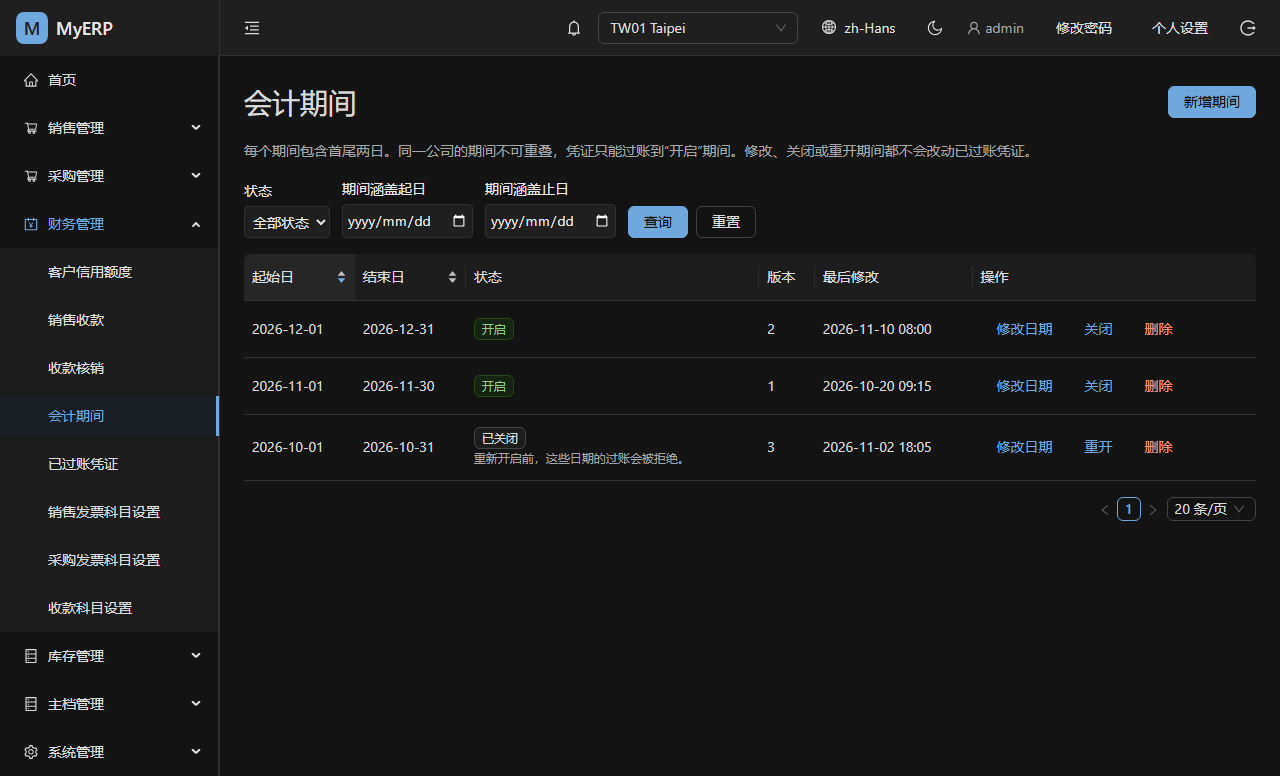 M MyERP
TW01 Taipei
zh-Hans
admin
修改密码
个人设置
首页
销售管理
采购管理
财务管理
客户信用额度
销售收款
收款核销
会计期间
已过账凭证
销售发票科目设置
采购发票科目设置
收款科目设置
库存管理
主档管理
系统管理
会计期间
新增期间
每个期间包含首尾两日。同一公司的期间不可重叠，凭证只能过账到“开启”期间。修改、关闭或重开期间都不会改动已过账凭证。
状态 期间涵盖起日 期间涵盖止日
全部状态 yyyy/mm/dd yyyy/mm/dd 查询 重置
起始日 结束日 状态 版本 最后修改 操作
2026-12-01 2026-12-31 开启 2 2026-11-10 08:00 修改日期 关闭 删除
2026-11-01 2026-11-30 开启 1 2026-10-20 09:15 修改日期 关闭 删除
2026-10-01 2026-10-31 已关闭 3 2026-11-02 18:05 修改日期 重开 删除
重新开启前，这些日期的过账会被拒绝。
1 20 条/页